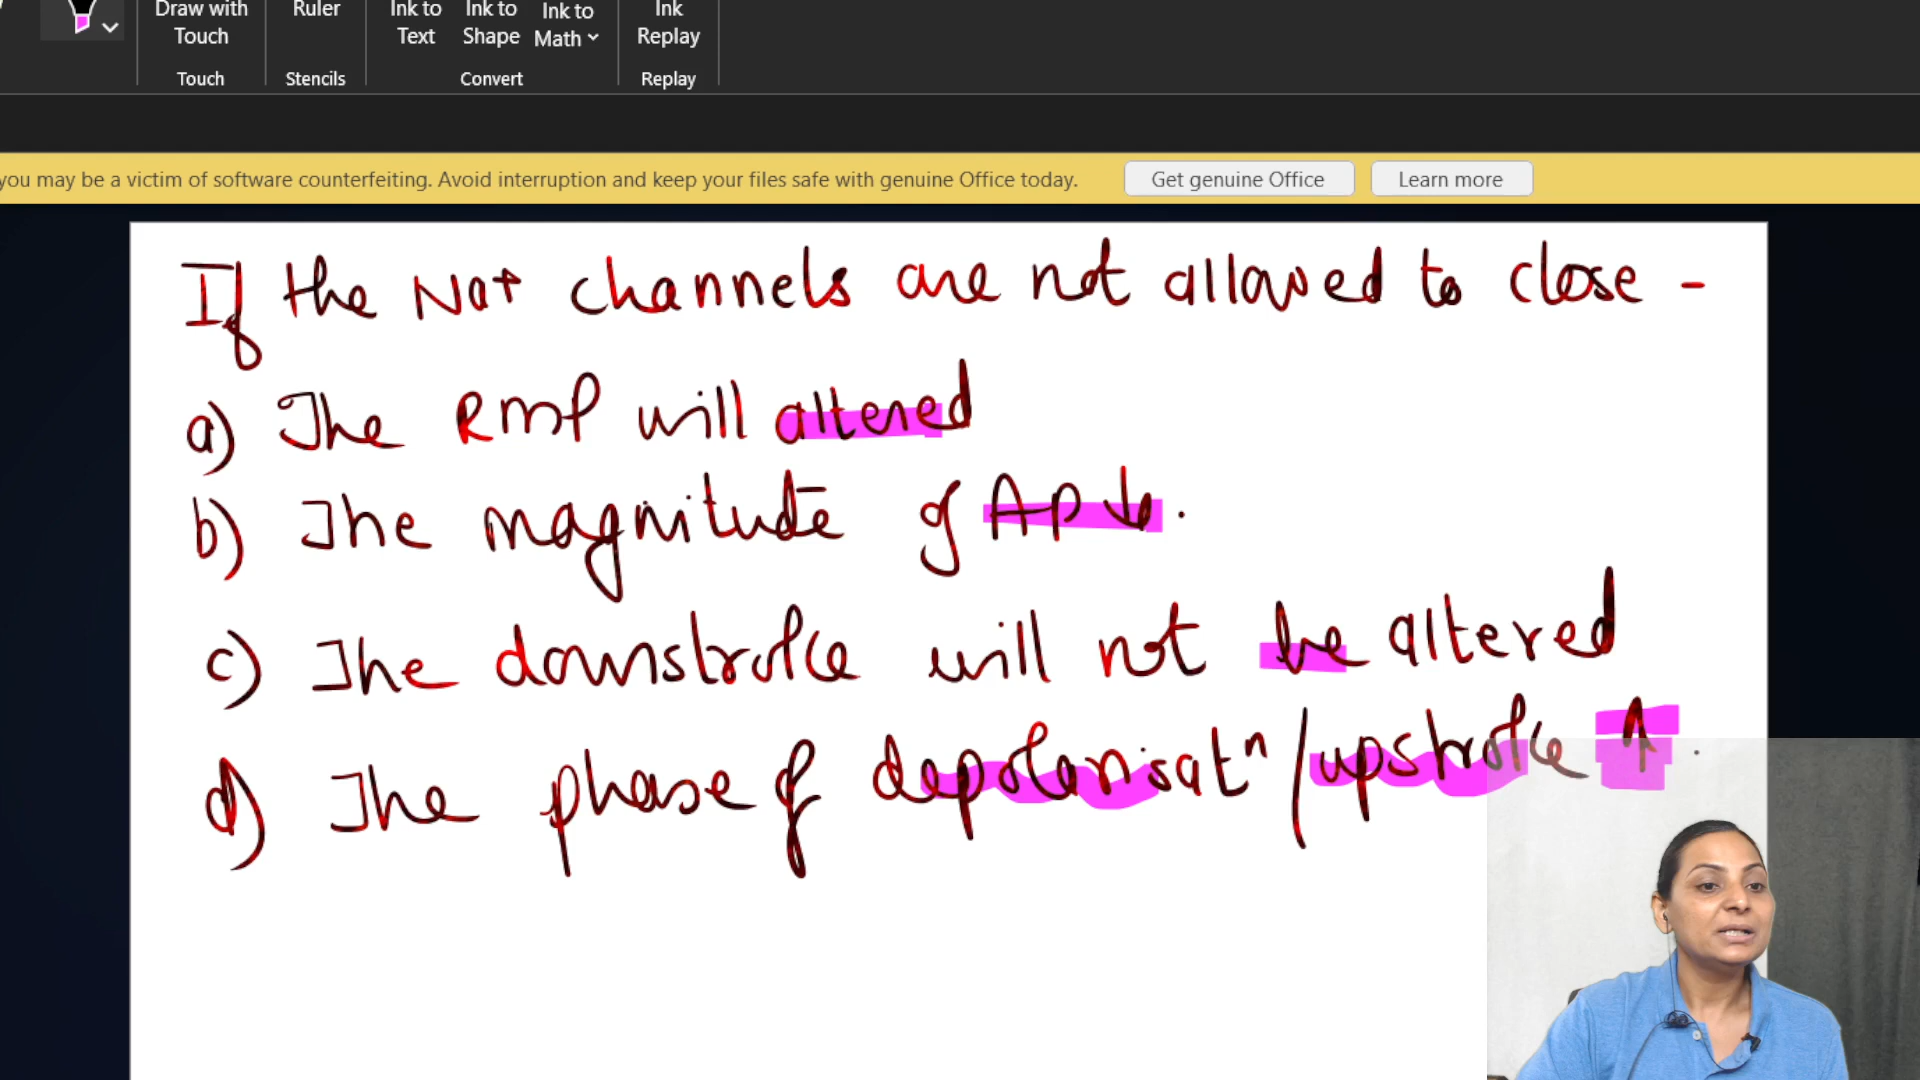 Draw with Touch
Ruler
Ink to Text
Ink to Shape
Ink to Math
Ink Replay
Touch
Stencils
Convert
Replay
you may be a victim of software counterfeiting. Avoid interruption and keep your files safe with genuine Office today.
Get genuine Office
Learn more
If the Na+ channels are not allowed to close -
a) The RMP will altered
b) The magnitude of AP ↓.
c) The downstroke will not be altered
d) The phase of depolarisatⁿ / upstroke ↑.